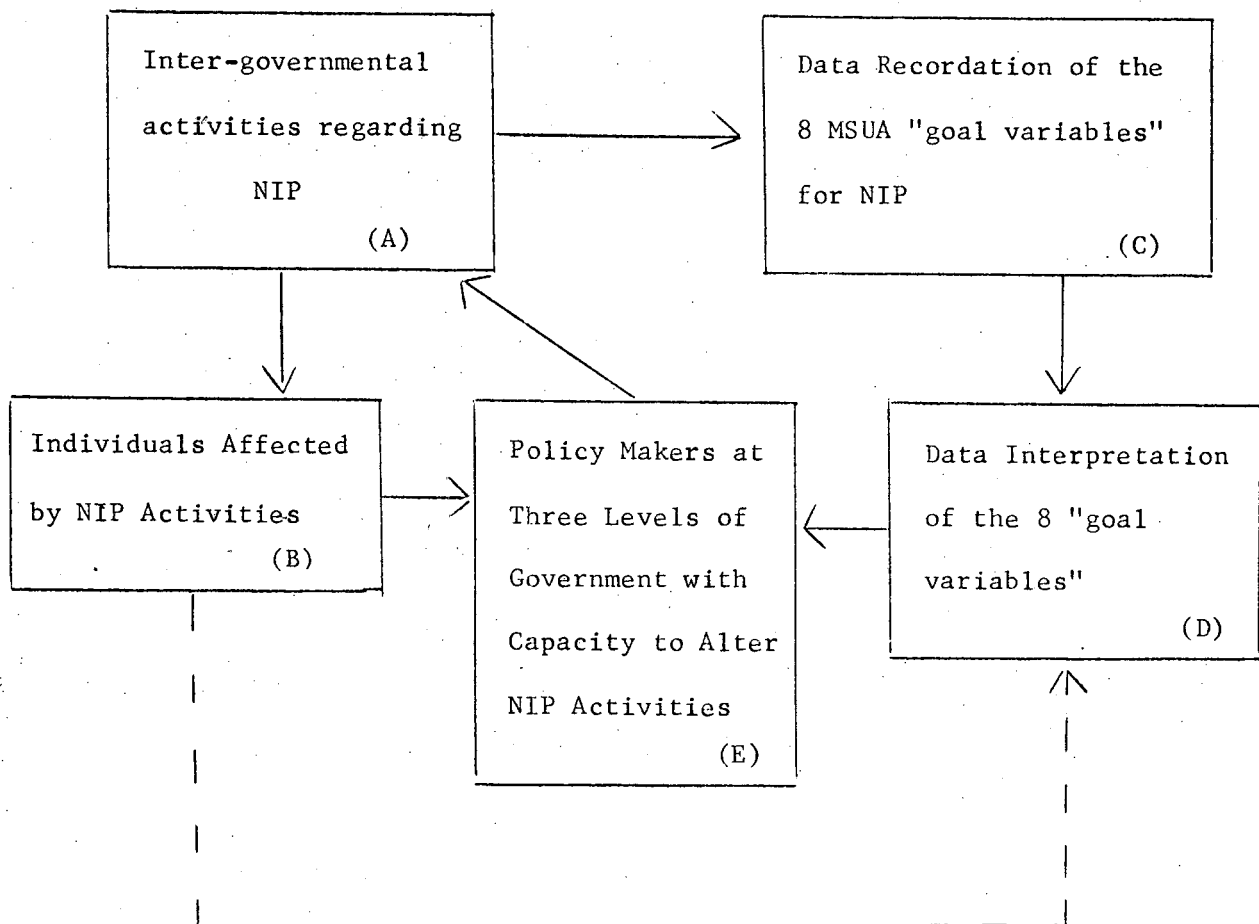 Inter-governmental
activities regarding
NIP
(A)
Data Recordation of the
8 MSUA "goal variables"
for NIP
(C)
Individuals Affected
by NIP Activities
(B)
Policy Makers at
Three Levels of
Government with
Capacity to Alter
NIP Activities
(E)
Data Interpretation
of the 8 "goal
variables"
(D)